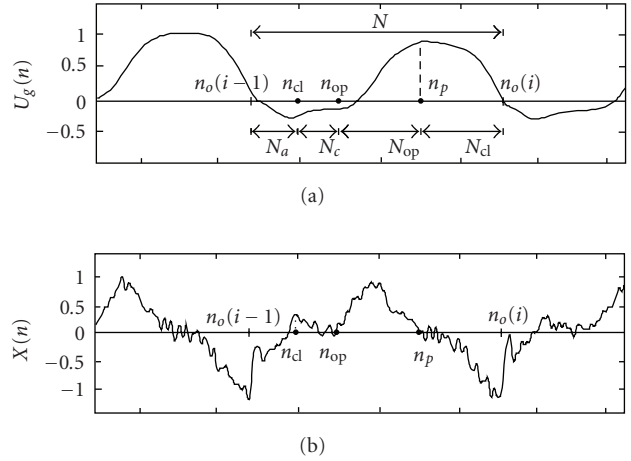 N
1
0.5
0
−0.5
U_g(n)
n_o(i − 1) n_cl n_op n_p n_o(i)
N_a N_c N_op N_cl
(a)
1
0.5
0
−0.5
−1
X(n)
n_o(i − 1) n_o(i)
n_cl n_op n_p
(b)